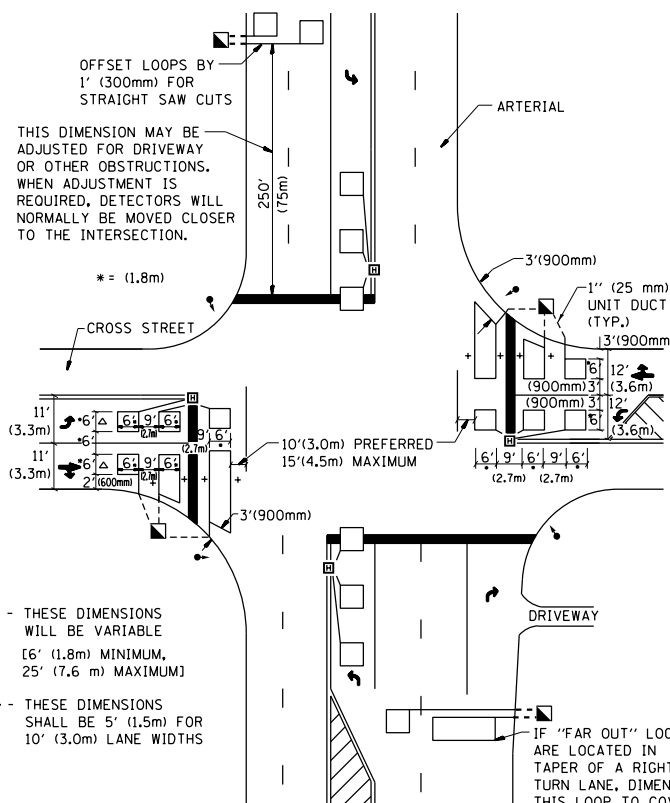 OFFSET LOOPS BY
1' (300mm) FOR
STRAIGHT SAW CUTS
ARTERIAL
THIS DIMENSION MAY BE
ADJUSTED FOR DRIVEWAY
OR OTHER OBSTRUCTIONS.
WHEN ADJUSTMENT IS
REQUIRED, DETECTORS WILL
NORMALLY BE MOVED CLOSER
TO THE INTERSECTION.
250'
(75m)
* = (1.8m)
H
3'(900mm)
1" (25 mm)
UNIT DUCT
(TYP.)
CROSS STREET
3'(900mm
6'
12'
(3.6m)
(900mm) 3'
(900mm) 3'
12'
6'
(3.6m)
H
6' 9' 6' 9' 6'
(2.7m) (2.7m)
H
11'
(3.3m)
6'
6' 9' 6'
(2.7m)
9' 6'
(2.7m)
6'
11'
(3.3m)
6'
6' 9' 6'
(2.7m)
2' (600mm)
10'(3.0m) PREFERRED
15'(4.5m) MAXIMUM
3'(900mm)
H
DRIVEWAY
- THESE DIMENSIONS
WILL BE VARIABLE
[6' (1.8m) MINIMUM,
25' (7.6 m) MAXIMUM]
- THESE DIMENSIONS
SHALL BE 5' (1.5m) FOR
10' (3.0m) LANE WIDTHS
IF "FAR OUT" LOO
ARE LOCATED IN
TAPER OF A RIGHT
TURN LANE, DIMEN
THIS LOOP TO COV